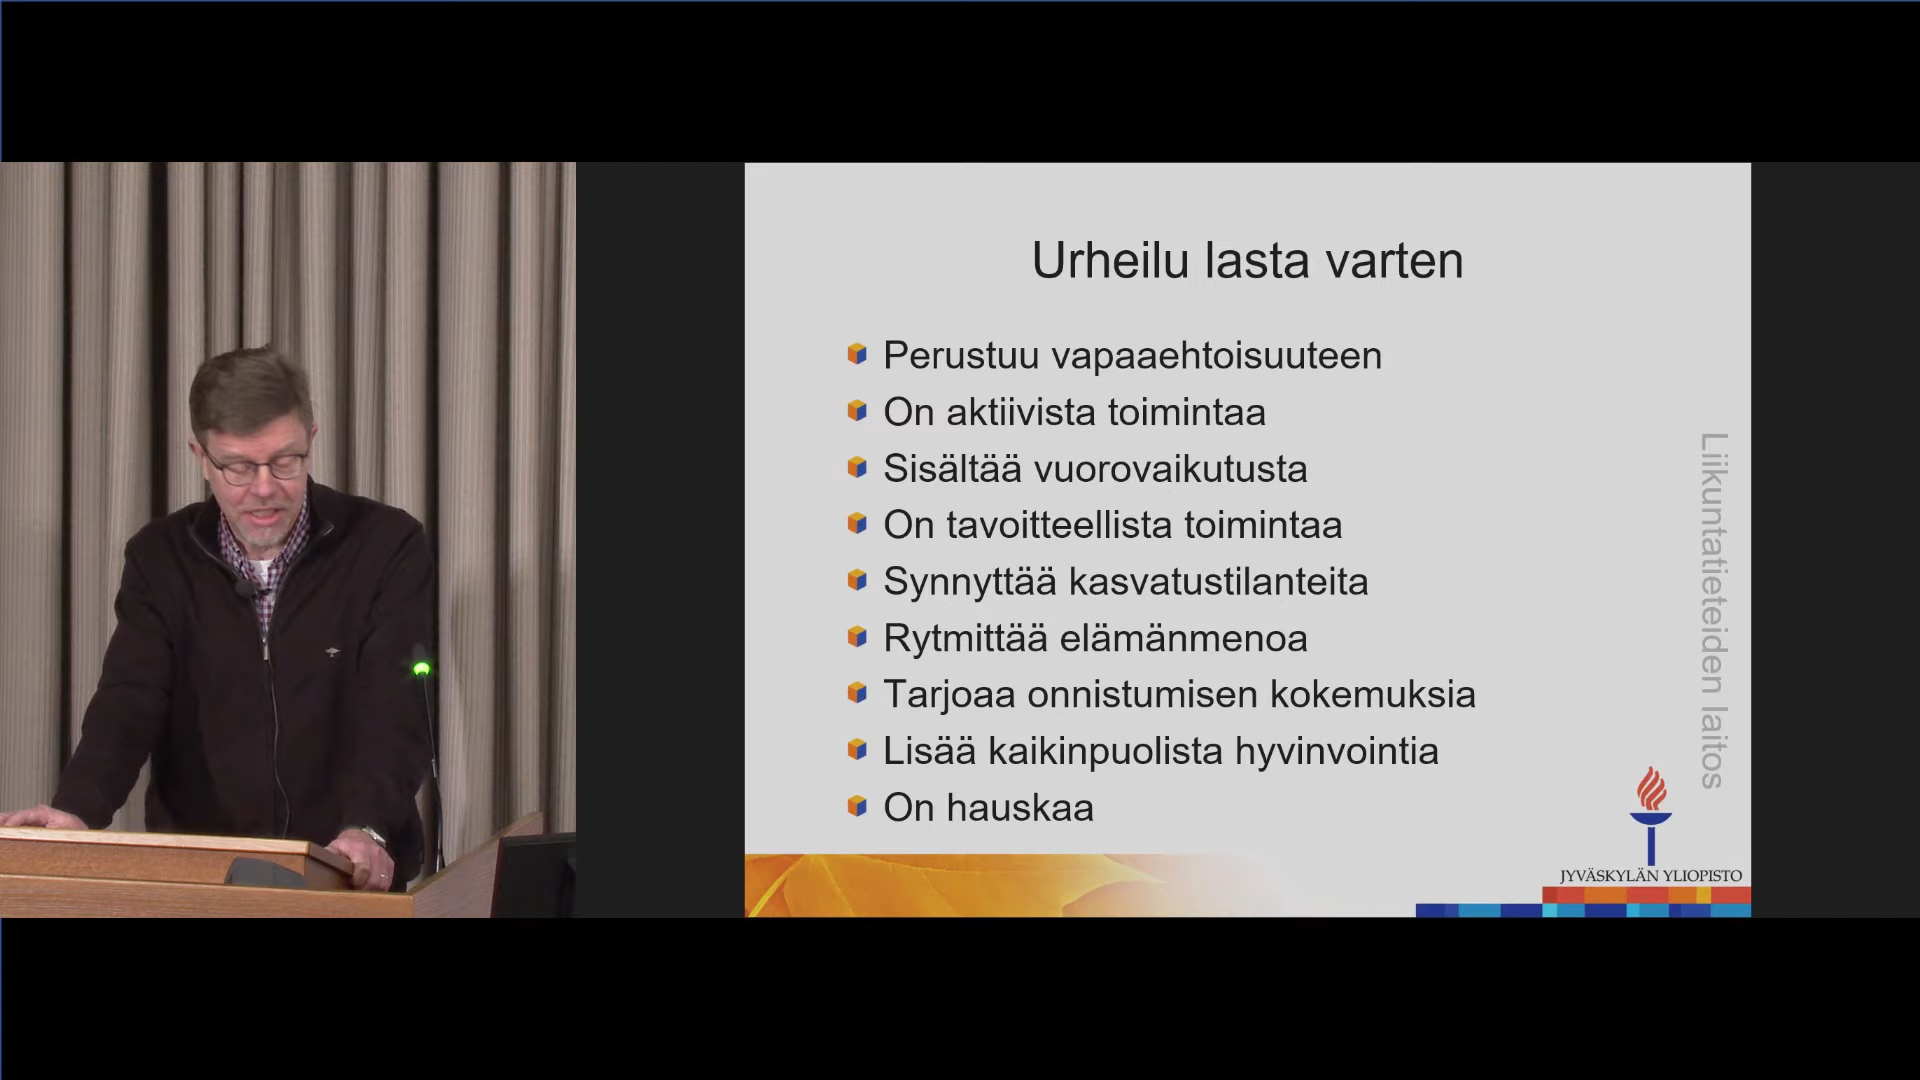 Urheilu lasta varten
Perustuu vapaaehtoisuuteen
On aktiivista toimintaa
Sisältää vuorovaikutusta
On tavoitteellista toimintaa
Synnyttää kasvatustilanteita
Rytmittää elämänmenoa
Tarjoaa onnistumisen kokemuksia
Lisää kaikinpuolista hyvinvointia
On hauskaa
Liikuntatieteiden laitos
JYVÄSKYLÄN YLIOPISTO